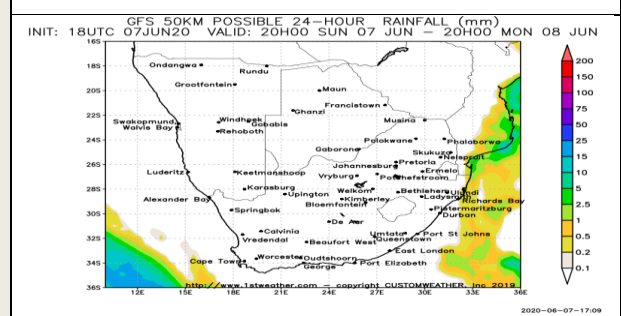 GFS 50KM POSSIBLE 24-HOUR RAINFALL (mm)
INIT: 18UTC 07JUN20 VALID: 20H00 SUN 07 JUN - 20H00 MON 08 JUN
16S
18S
20S
22S
24S
26S
28S
30S
32S
34S
36S
Ondangwa
Rundu
Grootfontein
Maun
Francistown
Ghanzi
Windhoek
Gobabis
Swakopmund
Walvis Bay
Rehoboth
Musina
Polokwane
Phalaborwa
Gaborone
Skukuza
Nelspruit
Johannesburg
Pretoria
Luderitz
Keetmanshoop
Vryburg
Potchefstroom
Ermelo
Karasburg
Upington
Welkom
Bethlehem
Ulundi
Alexander Bay
Kimberley
Ladysmith
Richards Bay
Bloemfontein
Springbok
Pietermaritzburg
Durban
De Aar
Calvinia
Umtata
Port St Johns
Vredendal
Beaufort West
Queenstown
East London
Cape Town
Worcester
Oudtshoorn
George
Port Elizabeth
http://www.1stweather.com - copyright CUSTOMWEATHER, Inc 2019
12E 15E 18E 21E 24E 27E 30E 33E 36E
200
150
100
75
50
25
15
10
5
2.5
1
0.5
0.2
0.1
2020-06-07-17:09